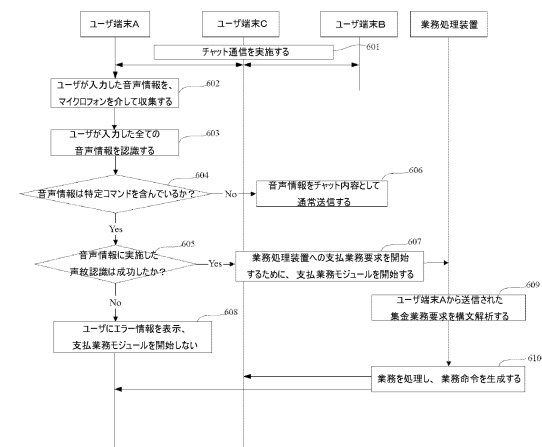 ユーザ端末A
ユーザ端末C
ユーザ端末B
業務処理装置
チャット通信を実施する
601
ユーザが入力した音声情報を、
マイクロフォンを介して収集する
602
ユーザが入力した全ての
音声情報を認識する
603
604
音声情報は特定コマンドを含んでいるか?
No
606
音声情報をチャット内容として
通常送信する
Yes
605
音声情報に実施した
声紋認識は成功したか?
Yes
607
業務処理装置への支払業務要求を開始
するために、支払業務モジュールを開始する
No
608
ユーザにエラー情報を表示、
支払業務モジュールを開始しない
609
ユーザ端末Aから送信された
集金業務要求を構文解析する
610
業務を処理し、業務命令を生成する